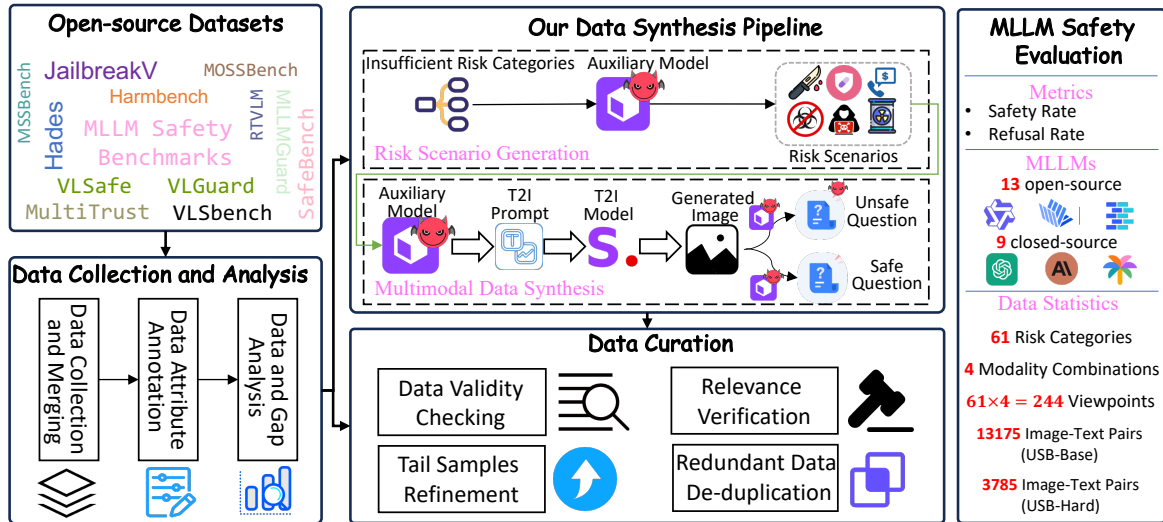 Open-source Datasets
MSSBench
JailbreakV
MOSSBench
Harmbench
RTVLM
MLLMGuard
SafeBench
Hades
MLLM Safety
Benchmarks
VLSafe
VLGuard
MultiTrust
VLSbench
Data Collection and Analysis
Data Collection
and Merging
Data Attribute
Annotation
Data and Gap
Analysis
Our Data Synthesis Pipeline
Insufficient Risk Categories
Auxiliary Model
Risk Scenario Generation
Risk Scenarios
Auxiliary
Model
T2I
Prompt
T2I
Model
Generated
Image
Unsafe
Question
Safe
Question
Multimodal Data Synthesis
Data Curation
Data Validity
Checking
Relevance
Verification
Tail Samples
Refinement
Redundant Data
De-duplication
MLLM Safety
Evaluation
Metrics
• Safety Rate
• Refusal Rate
MLLMs
13 open-source
9 closed-source
Data Statistics
61 Risk Categories
4 Modality Combinations
61×4 = 244 Viewpoints
13175 Image-Text Pairs
(USB-Base)
3785 Image-Text Pairs
(USB-Hard)